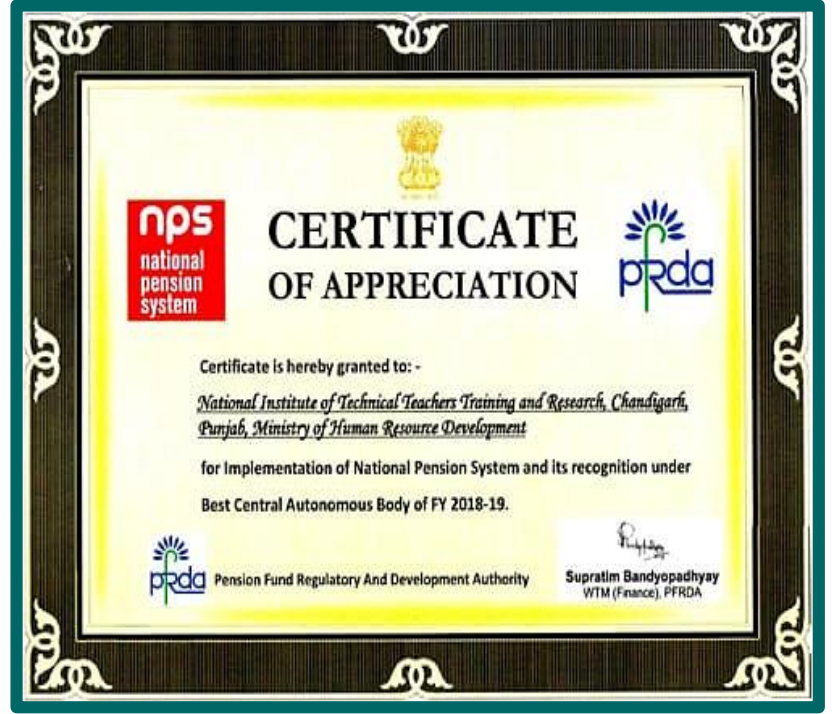 nps
national
pension
system
CERTIFICATE
OF APPRECIATION
pfrda
Certificate is hereby granted to: -
National Institute of Technical Teachers Training and Research, Chandigarh,
Punjab, Ministry of Human Resource Development
for Implementation of National Pension System and its recognition under
Best Central Autonomous Body of FY 2018-19.
pfrda Pension Fund Regulatory And Development Authority
Supratim Bandyopadhyay
WTM (Finance), PFRDA